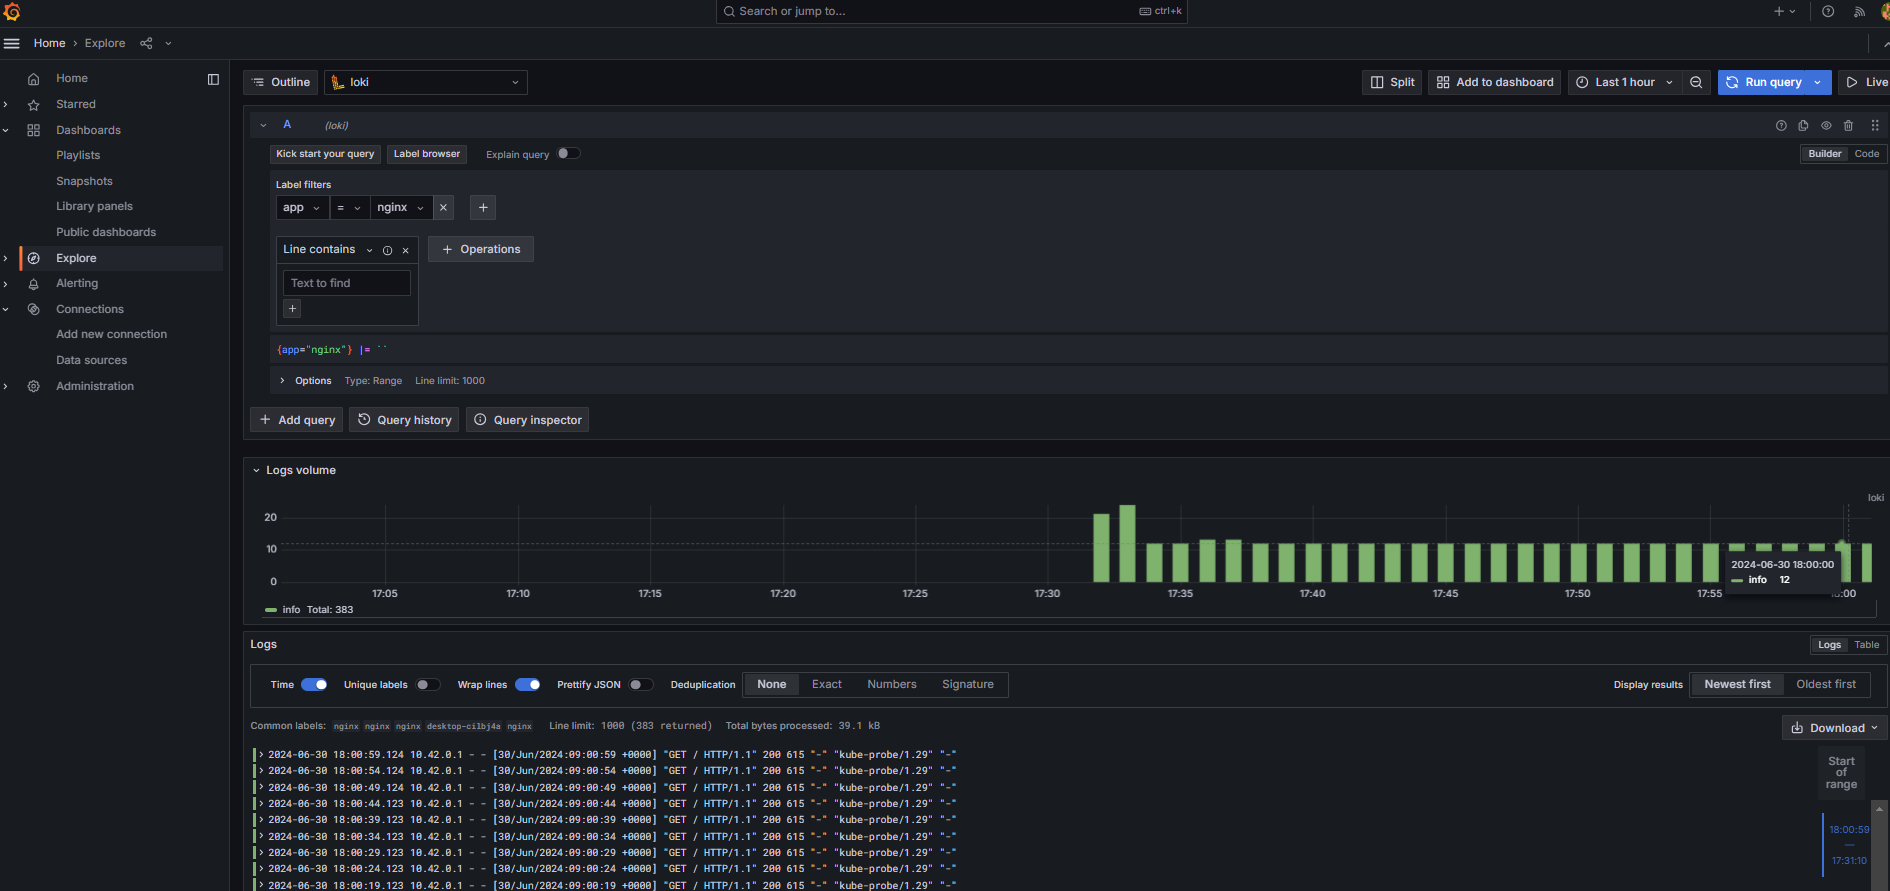 Search or jump to...
ctrl+k
Home › Explore
Home
Starred
Dashboards
Playlists
Snapshots
Library panels
Public dashboards
Explore
Alerting
Connections
Add new connection
Data sources
Administration
Outline
loki
Split
Add to dashboard
Last 1 hour
Run query
Live
A
(loki)
Kick start your query
Label browser
Explain query
Builder
Code
Label filters
app
=
nginx
Line contains
Operations
Text to find
{app="nginx"} |= ``
Options
Type: Range
Line limit: 1000
Add query
Query history
Query inspector
Logs volume
loki
20
10
0
17:05
17:10
17:15
17:20
17:25
17:30
17:35
17:40
17:45
17:50
17:55
2024-06-30 18:00:00
info 12
info Total: 383
Logs
Logs
Table
Time
Unique labels
Wrap lines
Prettify JSON
Deduplication
None
Exact
Numbers
Signature
Display results
Newest first
Oldest first
Common labels: nginx nginx nginx desktop-cilbj4a nginx
Line limit: 1000 (383 returned)
Total bytes processed: 39.1 kB
Download
2024-06-30 18:00:59.124 10.42.0.1 - - [30/Jun/2024:09:00:59 +0000] "GET / HTTP/1.1" 200 615 "-" "kube-probe/1.29" "-"
2024-06-30 18:00:54.124 10.42.0.1 - - [30/Jun/2024:09:00:54 +0000] "GET / HTTP/1.1" 200 615 "-" "kube-probe/1.29" "-"
2024-06-30 18:00:49.124 10.42.0.1 - - [30/Jun/2024:09:00:49 +0000] "GET / HTTP/1.1" 200 615 "-" "kube-probe/1.29" "-"
2024-06-30 18:00:44.123 10.42.0.1 - - [30/Jun/2024:09:00:44 +0000] "GET / HTTP/1.1" 200 615 "-" "kube-probe/1.29" "-"
2024-06-30 18:00:39.123 10.42.0.1 - - [30/Jun/2024:09:00:39 +0000] "GET / HTTP/1.1" 200 615 "-" "kube-probe/1.29" "-"
2024-06-30 18:00:34.123 10.42.0.1 - - [30/Jun/2024:09:00:34 +0000] "GET / HTTP/1.1" 200 615 "-" "kube-probe/1.29" "-"
2024-06-30 18:00:29.123 10.42.0.1 - - [30/Jun/2024:09:00:29 +0000] "GET / HTTP/1.1" 200 615 "-" "kube-probe/1.29" "-"
2024-06-30 18:00:24.123 10.42.0.1 - - [30/Jun/2024:09:00:24 +0000] "GET / HTTP/1.1" 200 615 "-" "kube-probe/1.29" "-"
2024-06-30 18:00:19.123 10.42.0.1 - - [30/Jun/2024:09:00:19 +0000] "GET / HTTP/1.1" 200 615 "-" "kube-probe/1.29" "-"
Start
of
range
18:00:59
—
17:31:10